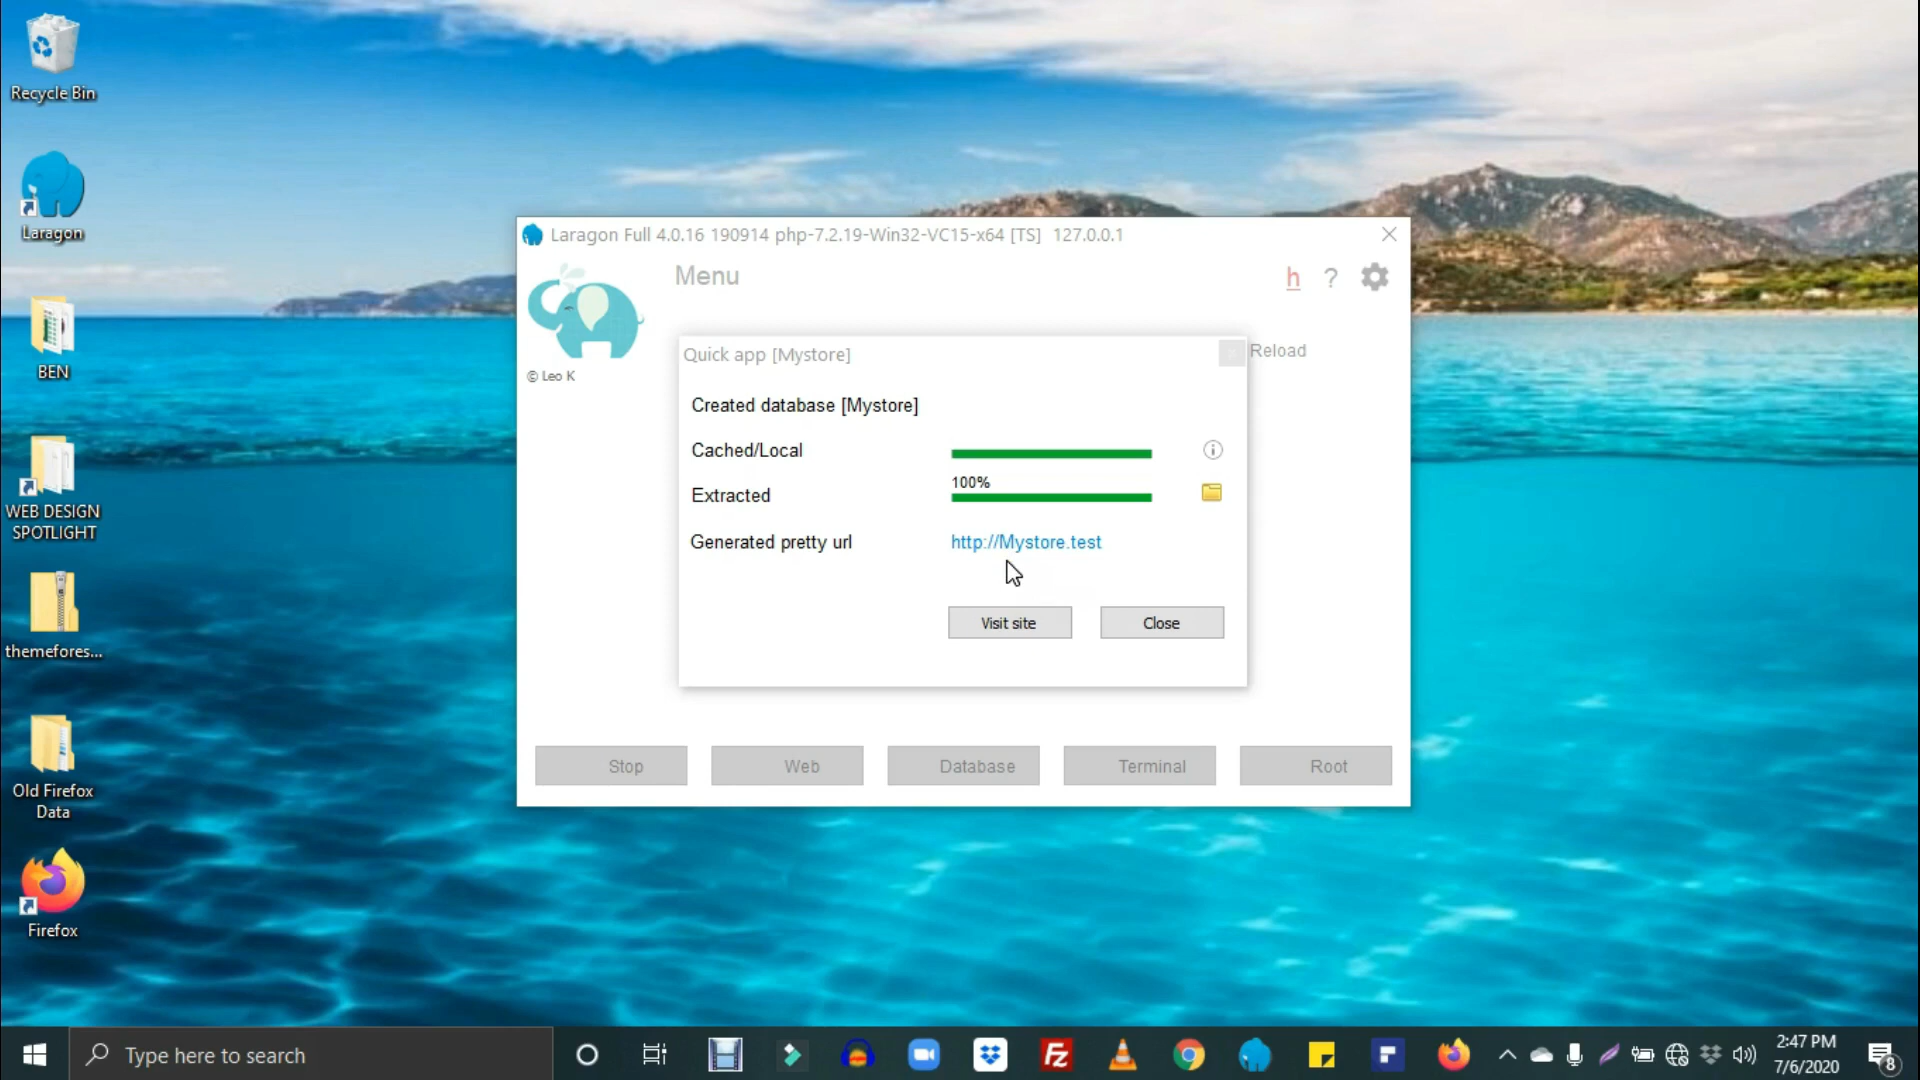 Recycle Bin
Laragon
BEN
WEB DESIGN
SPOTLIGHT
themefores...
Old Firefox
Data
Firefox
Laragon Full 4.0.16 190914 php-7.2.19-Win32-VC15-x64 [TS] 127.0.0.1
Menu
h ?
© Leo K
Reload
Quick app [Mystore]
Created database [Mystore]
Cached/Local
100%
Extracted
Generated pretty url http://Mystore.test
Visit site Close
Stop Web Database Terminal Root
Type here to search
2:47 PM
7/6/2020
8